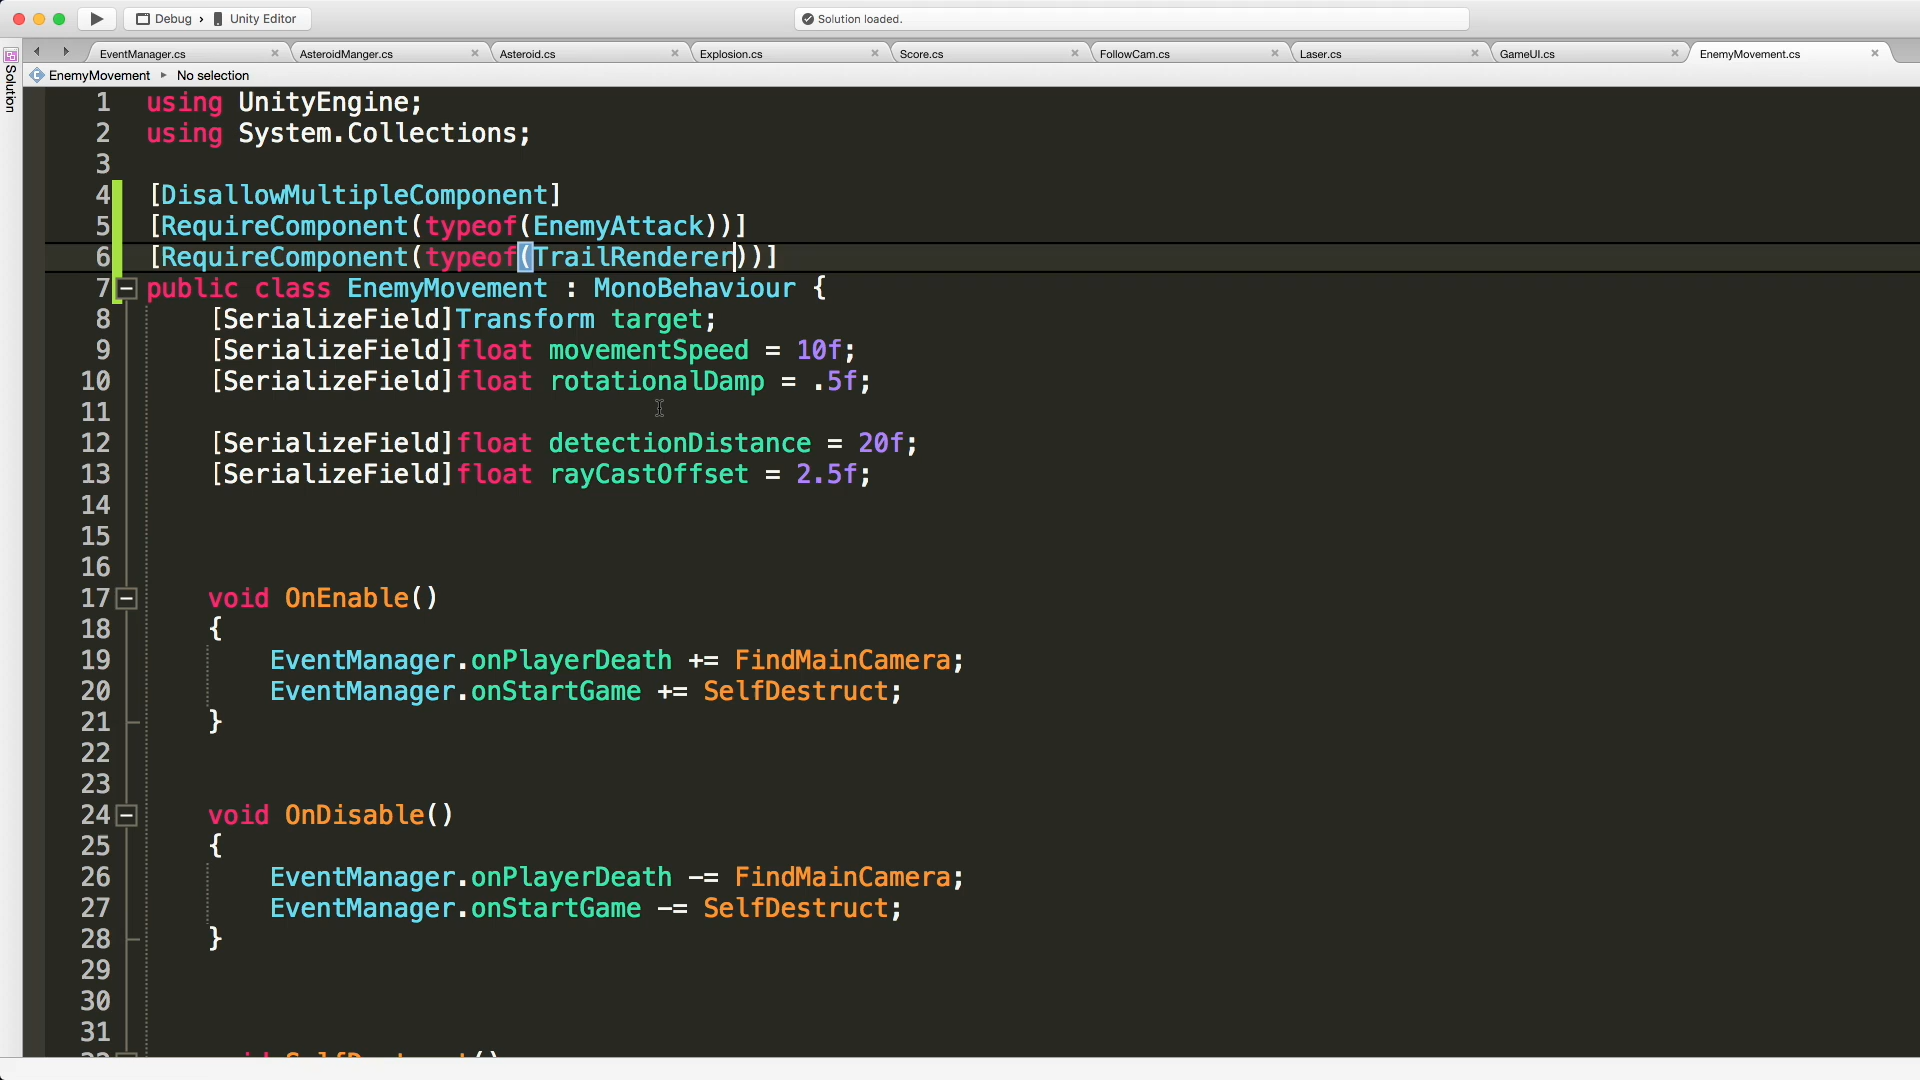 Debug › Unity Editor
Solution loaded.
Solution
EventManager.cs
AsteroidManger.cs
Asteroid.cs
Explosion.cs
Score.cs
FollowCam.cs
Laser.cs
GameUI.cs
EnemyMovement.cs
EnemyMovement ▸ No selection
1 using UnityEngine;
2 using System.Collections;
3
4 [DisallowMultipleComponent]
5 [RequireComponent(typeof(EnemyAttack))]
6 [RequireComponent(typeof(TrailRenderer))]
7 public class EnemyMovement : MonoBehaviour {
8 [SerializeField]Transform target;
9 [SerializeField]float movementSpeed = 10f;
10 [SerializeField]float rotationalDamp = .5f;
11
12 [SerializeField]float detectionDistance = 20f;
13 [SerializeField]float rayCastOffset = 2.5f;
14
15
16
17 void OnEnable()
18 {
19 EventManager.onPlayerDeath += FindMainCamera;
20 EventManager.onStartGame += SelfDestruct;
21 }
22
23
24 void OnDisable()
25 {
26 EventManager.onPlayerDeath -= FindMainCamera;
27 EventManager.onStartGame -= SelfDestruct;
28 }
29
30
31